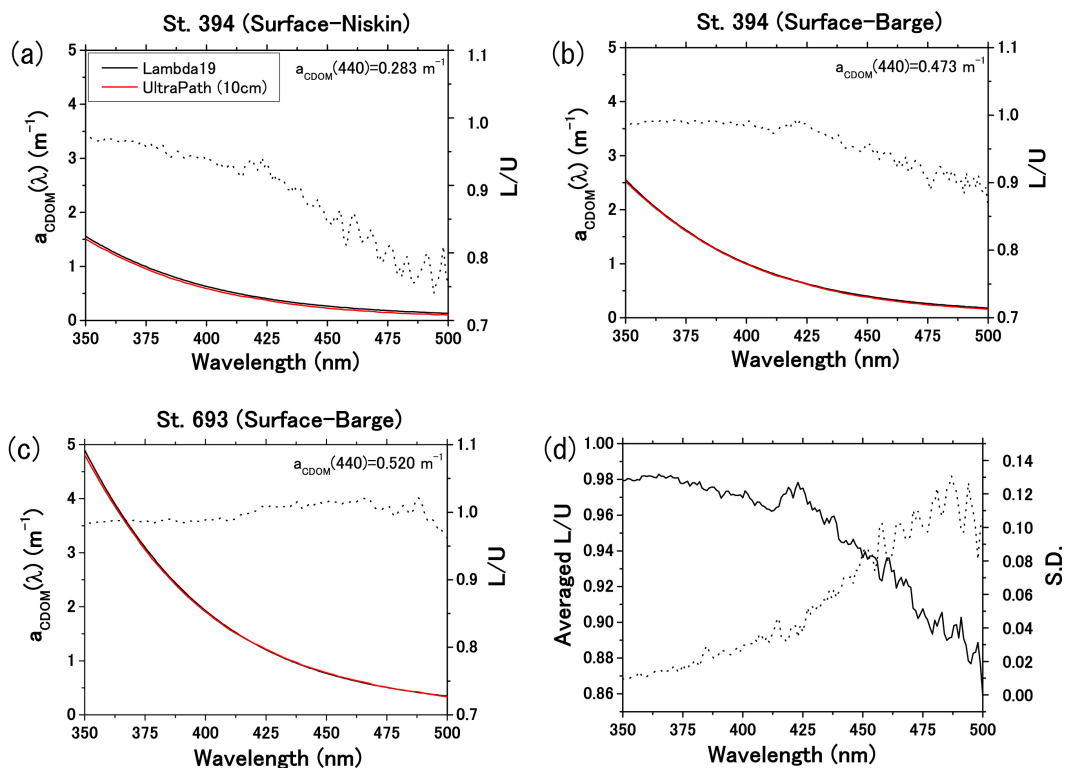 St. 394 (Surface-Niskin)
(a)
Lambda19
UltraPath (10cm)
a_CDOM(440)=0.283 m⁻¹
5
4
3
2
1
0
a_CDOM(λ) (m⁻¹)
1.1
1.0
0.9
0.8
0.7
L/U
350 375 400 425 450 475 500
Wavelength (nm)
St. 394 (Surface-Barge)
(b)
a_CDOM(440)=0.473 m⁻¹
5
4
3
2
1
0
a_CDOM(λ) (m⁻¹)
1.1
1.0
0.9
0.8
0.7
L/U
350 375 400 425 450 475 500
Wavelength (nm)
St. 693 (Surface-Barge)
(c)
a_CDOM(440)=0.520 m⁻¹
5
4
3
2
1
0
a_CDOM(λ) (m⁻¹)
1.1
1.0
0.9
0.8
0.7
L/U
350 375 400 425 450 475 500
Wavelength (nm)
(d)
1.00
0.98
0.96
0.94
0.92
0.90
0.88
0.86
Averaged L/U
0.14
0.12
0.10
0.08
0.06
0.04
0.02
0.00
S.D.
350 375 400 425 450 475 500
Wavelength (nm)